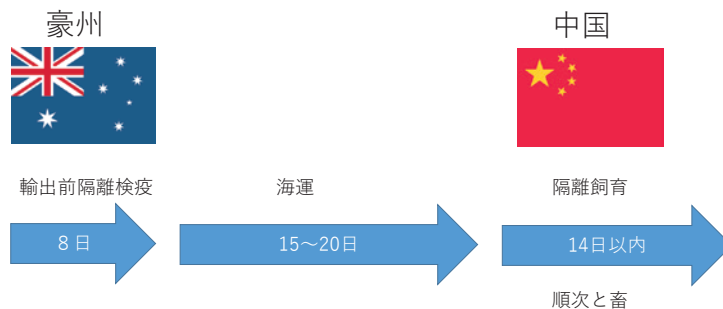 豪州
中国
輸出前隔離検疫
海運
隔離飼育
8日
15~20日
14日以内
順次と畜